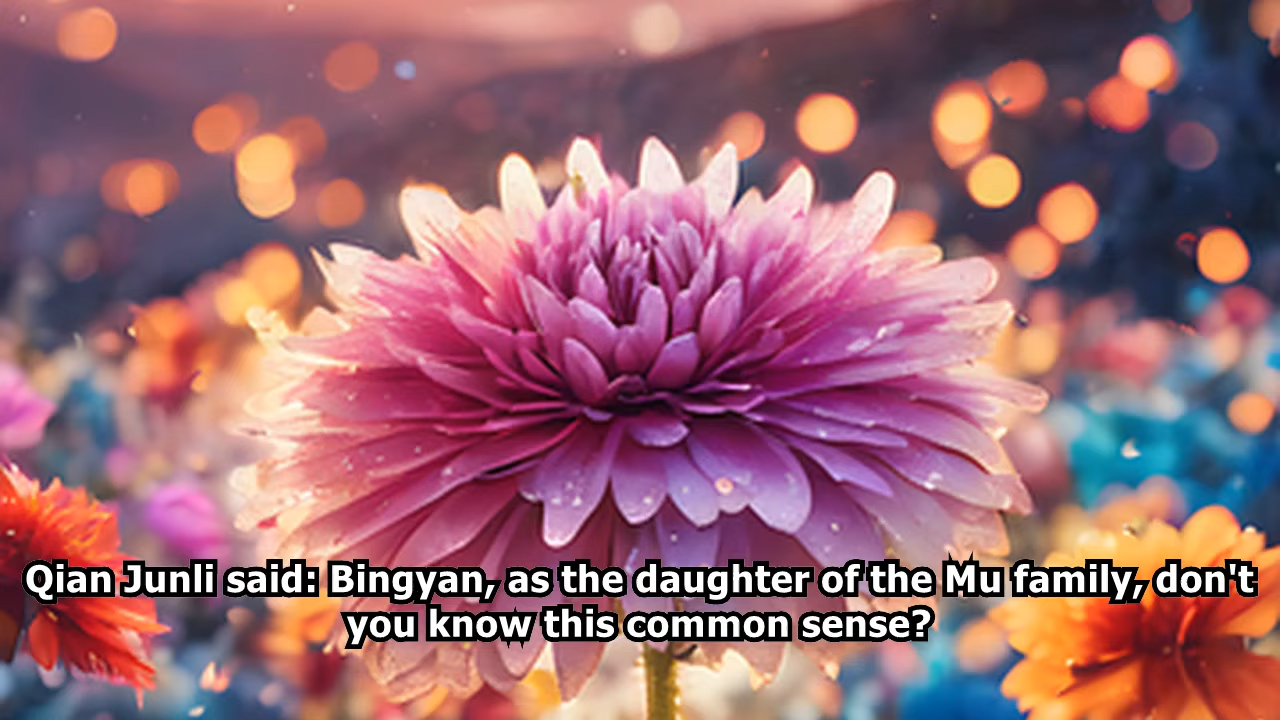 Qian Junli said: Bingyan, as the daughter of the Mu family, don't
you know this common sense?